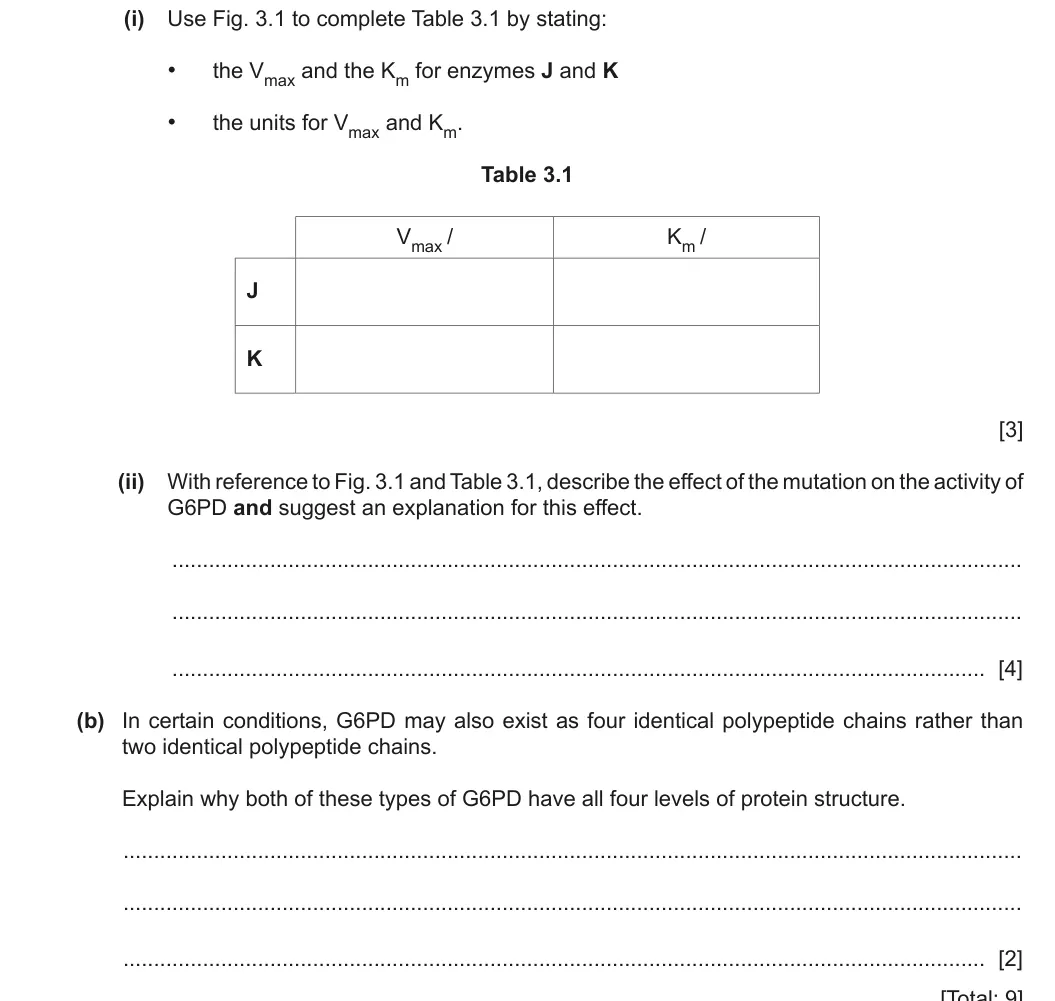 (i) Use Fig. 3.1 to complete Table 3.1 by stating:
• the Vmax and the Km for enzymes J and K
• the units for Vmax and Km.
Table 3.1
Vmax / Km /
J
K
[3]
(ii) With reference to Fig. 3.1 and Table 3.1, describe the effect of the mutation on the activity of
G6PD and suggest an explanation for this effect.
..........
..........
.......... [4]
(b) In certain conditions, G6PD may also exist as four identical polypeptide chains rather than
two identical polypeptide chains.
Explain why both of these types of G6PD have all four levels of protein structure.
..........
..........
.......... [2]
[Total: 9]